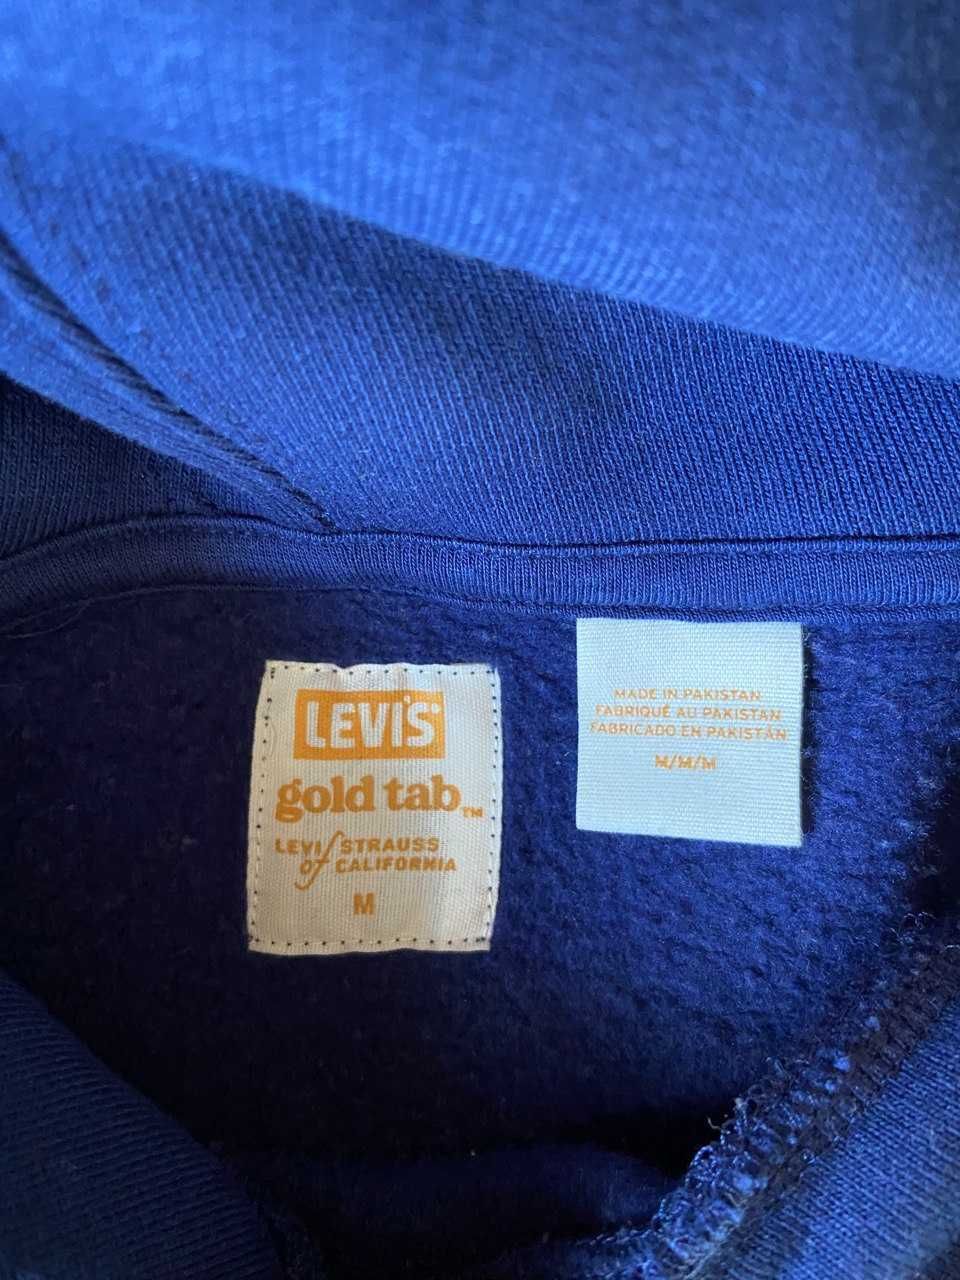 LEVI'S®
gold tab™
LEVI STRAUSS
of CALIFORNIA
M
MADE IN PAKISTAN
FABRIQUÉ AU PAKISTAN
FABRICADO EN PAKISTÁN
M/M/M